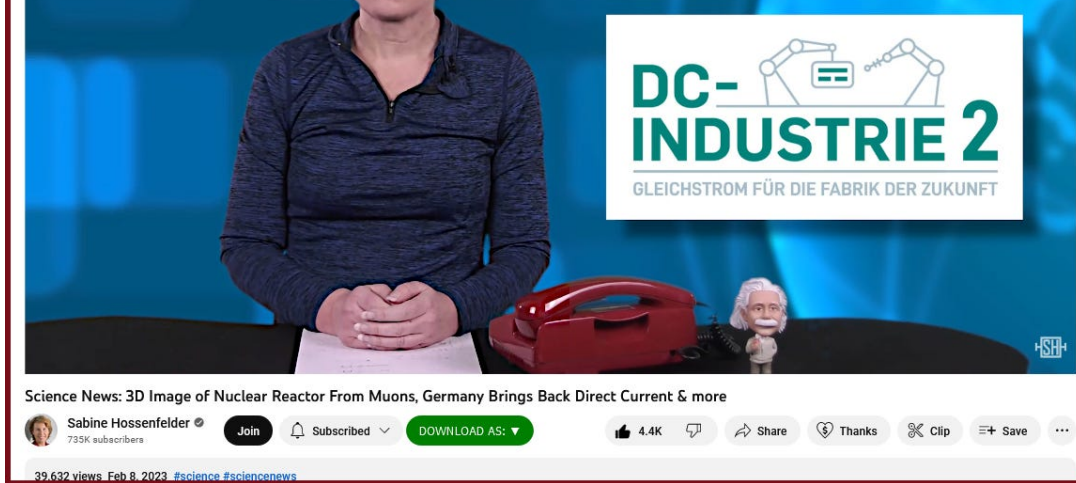 DC-
INDUSTRIE 2
GLEICHSTROM FÜR DIE FABRIK DER ZUKUNFT
HSH
Science News: 3D Image of Nuclear Reactor From Muons, Germany Brings Back Direct Current & more
Sabine Hossenfelder
735K subscribers
Join
Subscribed
DOWNLOAD AS: ▼
4.4K
Share
Thanks
Clip
Save
...
39,632 views Feb 8, 2023 #science #sciencenews